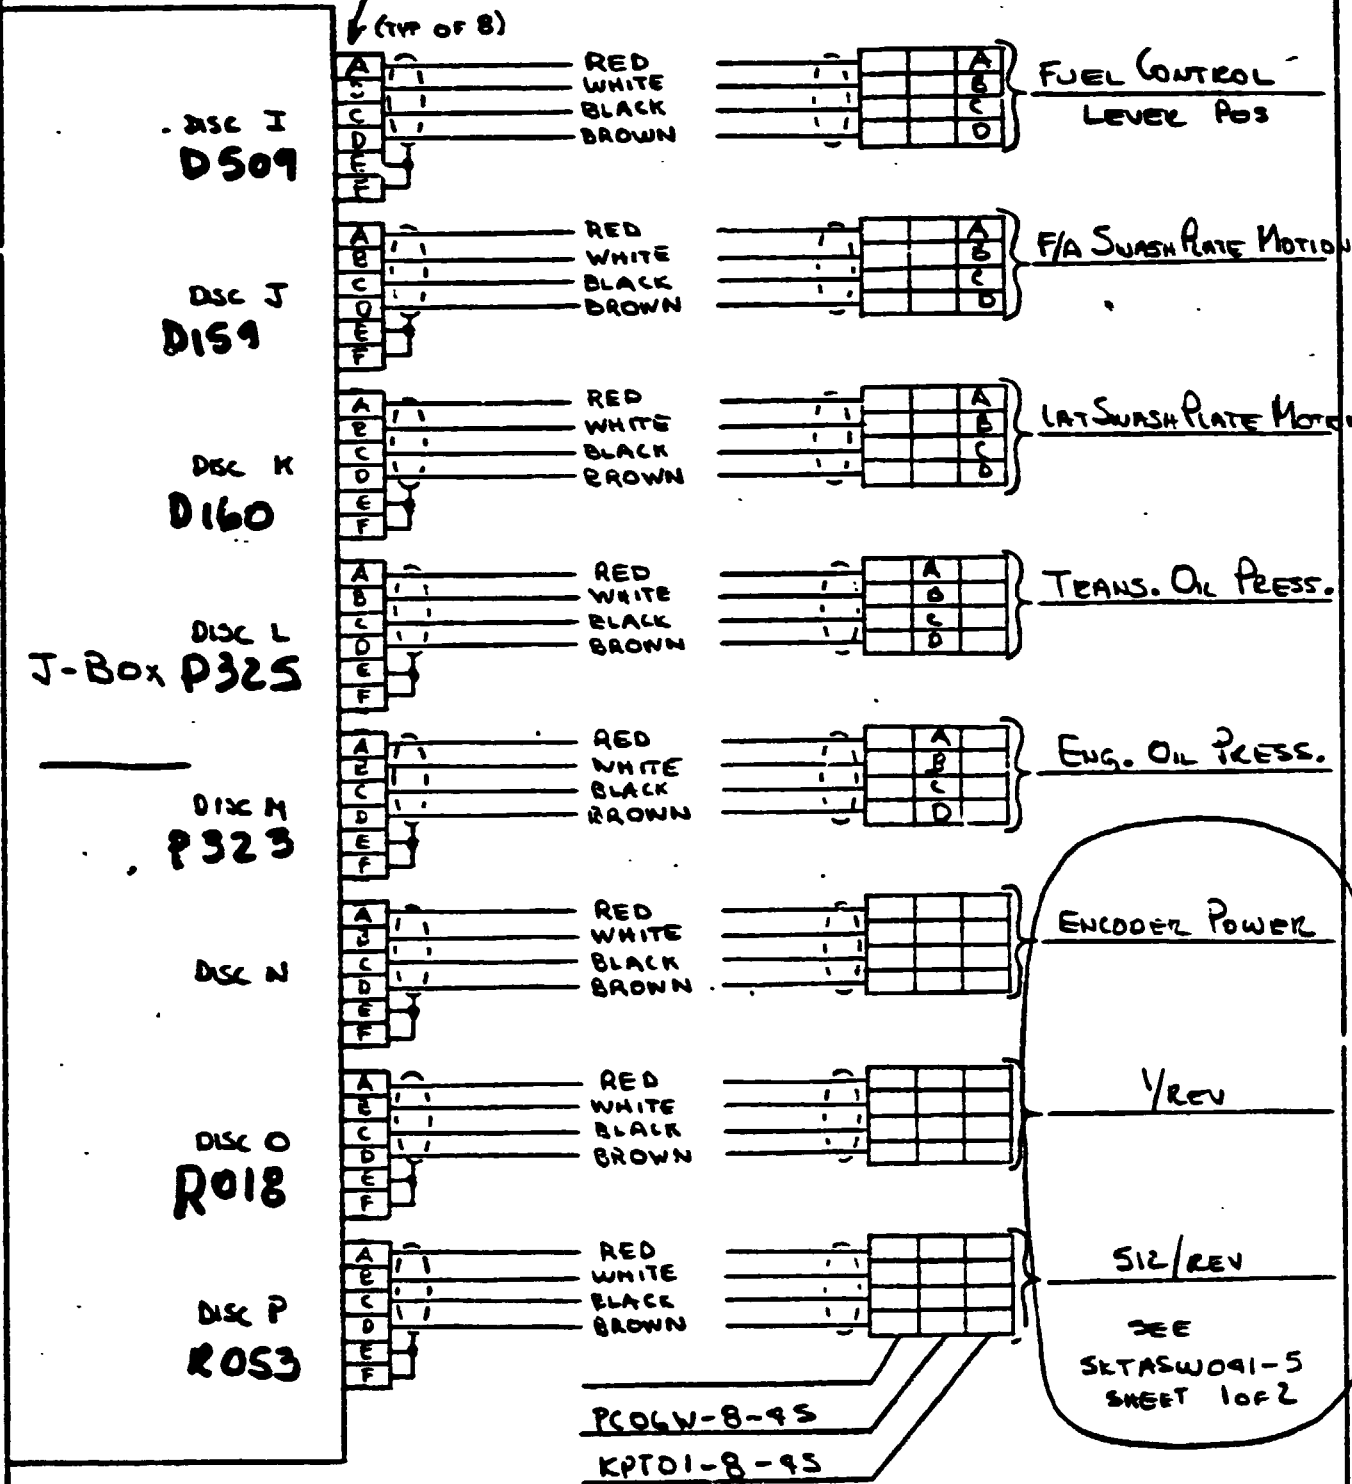 (TYP OF 8)
DISC I
D509
A
B
C
D
E
F
RED
WHITE
BLACK
BROWN
A
B
C
D
FUEL CONTROL
LEVER POS
DISC J
D159
A
B
C
D
E
F
RED
WHITE
BLACK
BROWN
A
B
C
D
F/A SWASH PLATE MOTION
DISC K
D160
A
B
C
D
E
F
RED
WHITE
BLACK
BROWN
A
B
C
D
LAT SWASH PLATE MOTION
DISC L
J-BOX P325
A
B
C
D
E
F
RED
WHITE
BLACK
BROWN
A
B
C
D
TRANS. OIL PRESS.
DISC M
P323
A
B
C
D
E
F
RED
WHITE
BLACK
BROWN
A
B
C
D
ENG. OIL PRESS.
DISC N
A
B
C
D
E
F
RED
WHITE
BLACK
BROWN
ENCODER POWER
DISC O
R018
A
B
C
D
E
F
RED
WHITE
BLACK
BROWN
1/REV
DISC P
R053
A
B
C
D
E
F
RED
WHITE
BLACK
BROWN
512/REV
SEE
SKTASW091-5
SHEET 1 OF 2
PC06W-8-4S
KPT01-8-4S